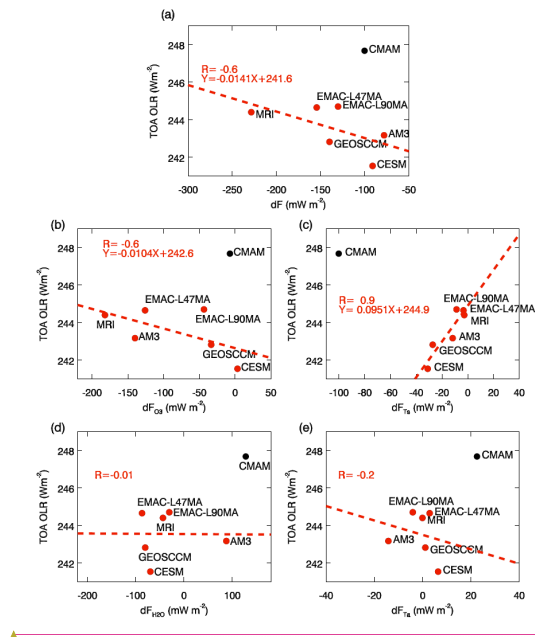 (a)
248
246
244
242
TOA OLR (Wm-2)
R= -0.6
Y=-0.0141X+241.6
CMAM
EMAC-L47MA
EMAC-L90MA
MRI
AM3
GEOSCCM
CESM
-300 -250 -200 -150 -100 -50
dF (mW m-2)
(b)
248
246
244
242
TOA OLR (Wm-2)
R= -0.6
Y=-0.0104X+242.6
CMAM
EMAC-L47MA
EMAC-L90MA
MRI
AM3
GEOSCCM
CESM
-200 -150 -100 -50 0 50
dFO3 (mW m-2)
(c)
248
246
244
242
TOA OLR (Wm-2)
CMAM
R= 0.9
Y= 0.0951X+244.9
EMAC-L90MA
EMAC-L47MA
MRI
AM3
GEOSCCM
CESM
-100 -80 -60 -40 -20 0 20 40
dFTs (mW m-2)
(d)
248
246
244
242
TOA OLR (Wm-2)
R=-0.01
CMAM
EMAC-L47MA
EMAC-L90MA
MRI
AM3
GEOSCCM
CESM
-200 -100 0 100
dFH2O (mW m-2)
(e)
248
246
244
242
TOA OLR (Wm-2)
R= -0.2
CMAM
EMAC-L90MA
EMAC-L47MA
MRI
AM3
GEOSCCM
CESM
-40 -20 0 20 40
dFTa (mW m-2)